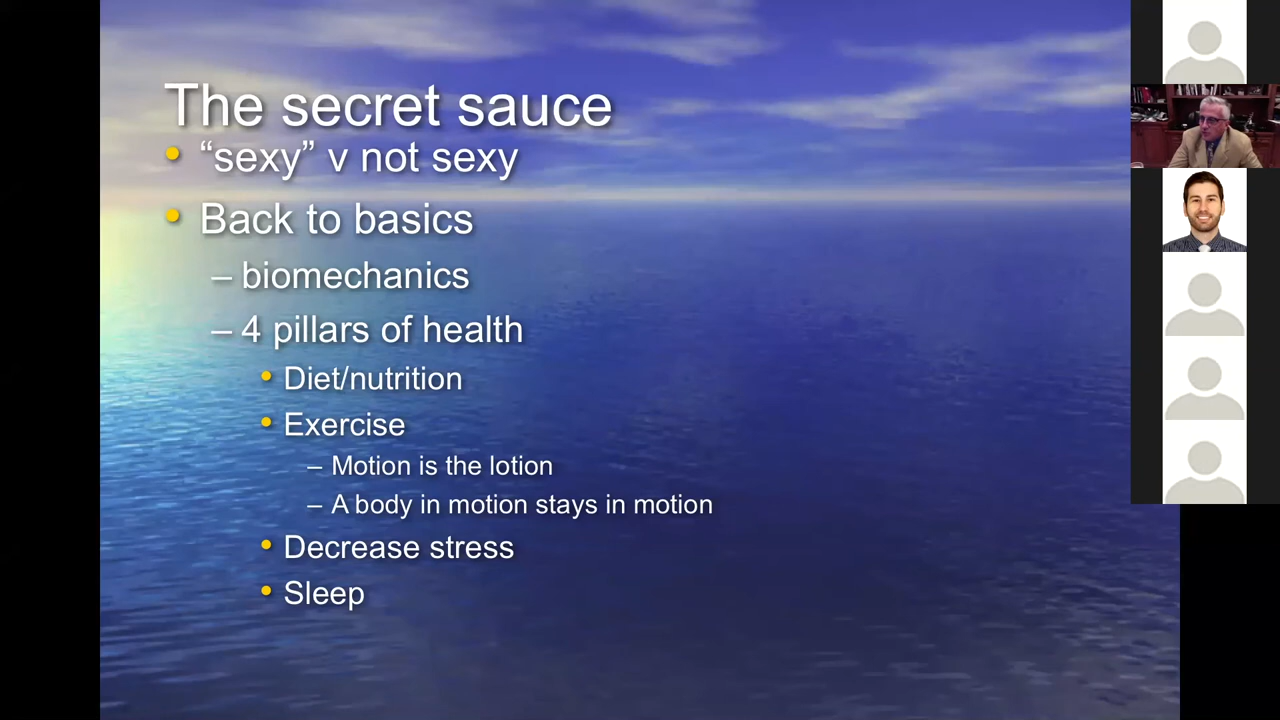 The secret sauce
• “sexy” v not sexy
• Back to basics
– biomechanics
– 4 pillars of health
• Diet/nutrition
• Exercise
– Motion is the lotion
– A body in motion stays in motion
• Decrease stress
• Sleep